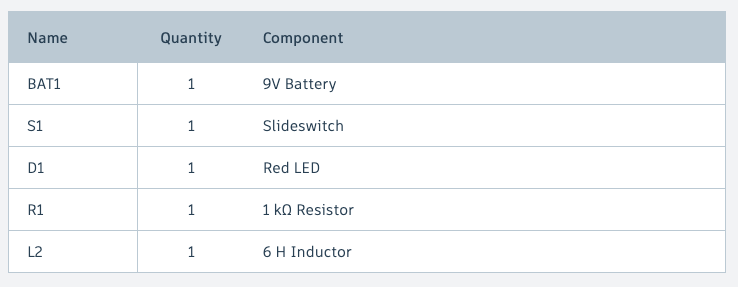 Name Quantity Component
BAT1 1 9V Battery
S1 1 Slideswitch
D1 1 Red LED
R1 1 1 kΩ Resistor
L2 1 6 H Inductor